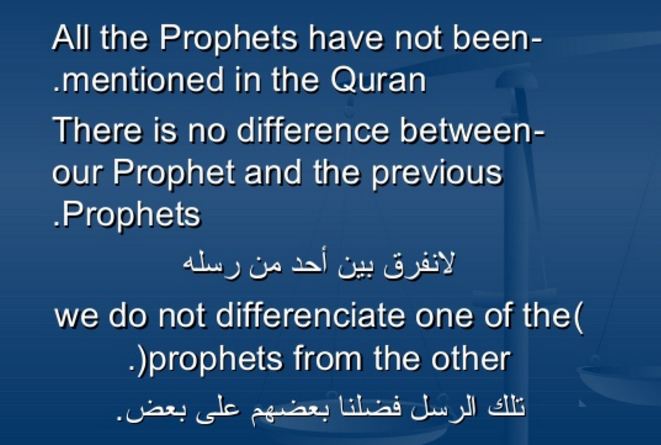 All the Prophets have not been-
.mentioned in the Quran
There is no difference between-
our Prophet and the previous
.Prophets
لانفرق بين أحد من رسله
we do not differenciate one of the(
.)prophets from the other
تلك الرسل فضلنا بعضهم على بعض.